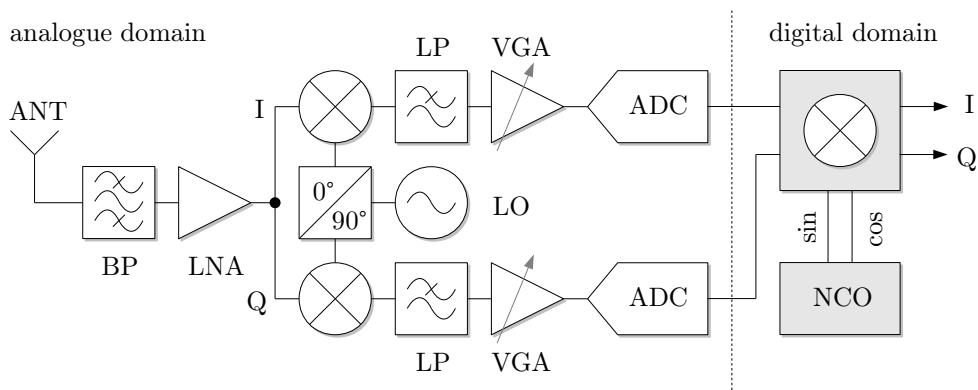 analogue domain
digital domain
LP
VGA
ANT
I
ADC
I
Q
0°
90°
LO
BP
LNA
sin
cos
Q
ADC
NCO
LP
VGA